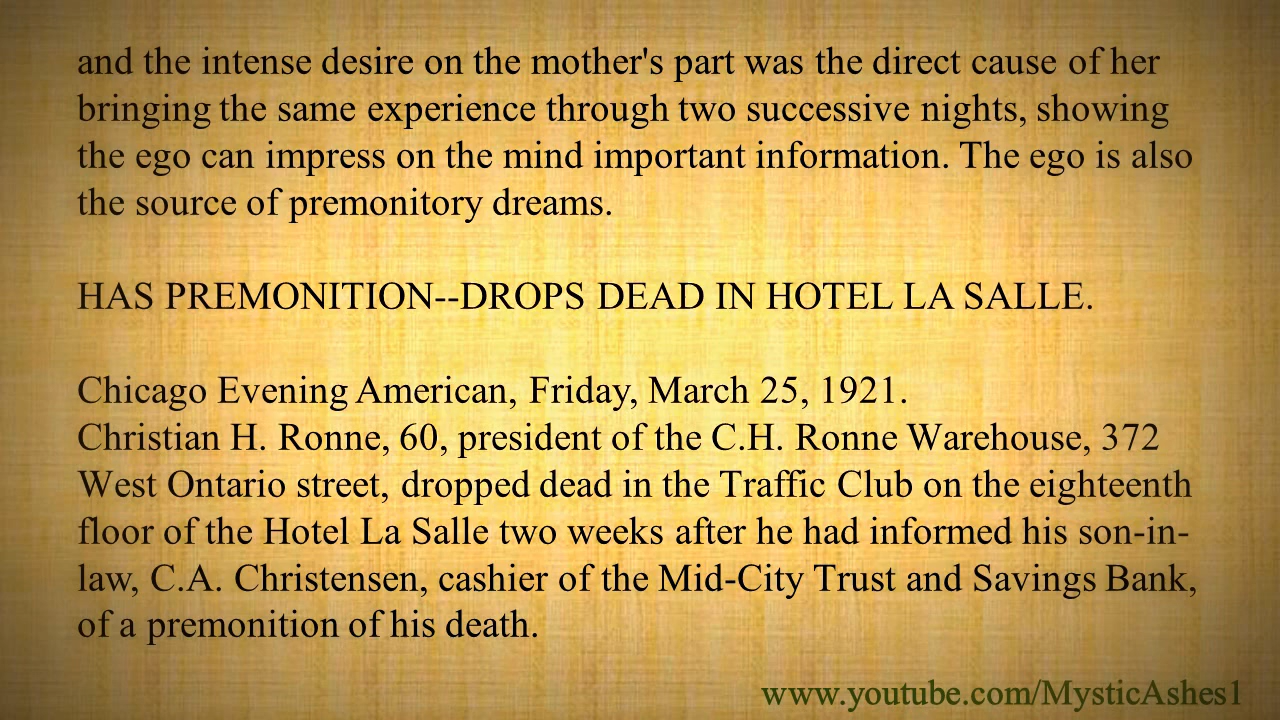 and the intense desire on the mother's part was the direct cause of her
bringing the same experience through two successive nights, showing
the ego can impress on the mind important information. The ego is also
the source of premonitory dreams.
HAS PREMONITION--DROPS DEAD IN HOTEL LA SALLE.
Chicago Evening American, Friday, March 25, 1921.
Christian H. Ronne, 60, president of the C.H. Ronne Warehouse, 372
West Ontario street, dropped dead in the Traffic Club on the eighteenth
floor of the Hotel La Salle two weeks after he had informed his son-in-
law, C.A. Christensen, cashier of the Mid-City Trust and Savings Bank,
of a premonition of his death.
www.youtube.com/MysticAshes1